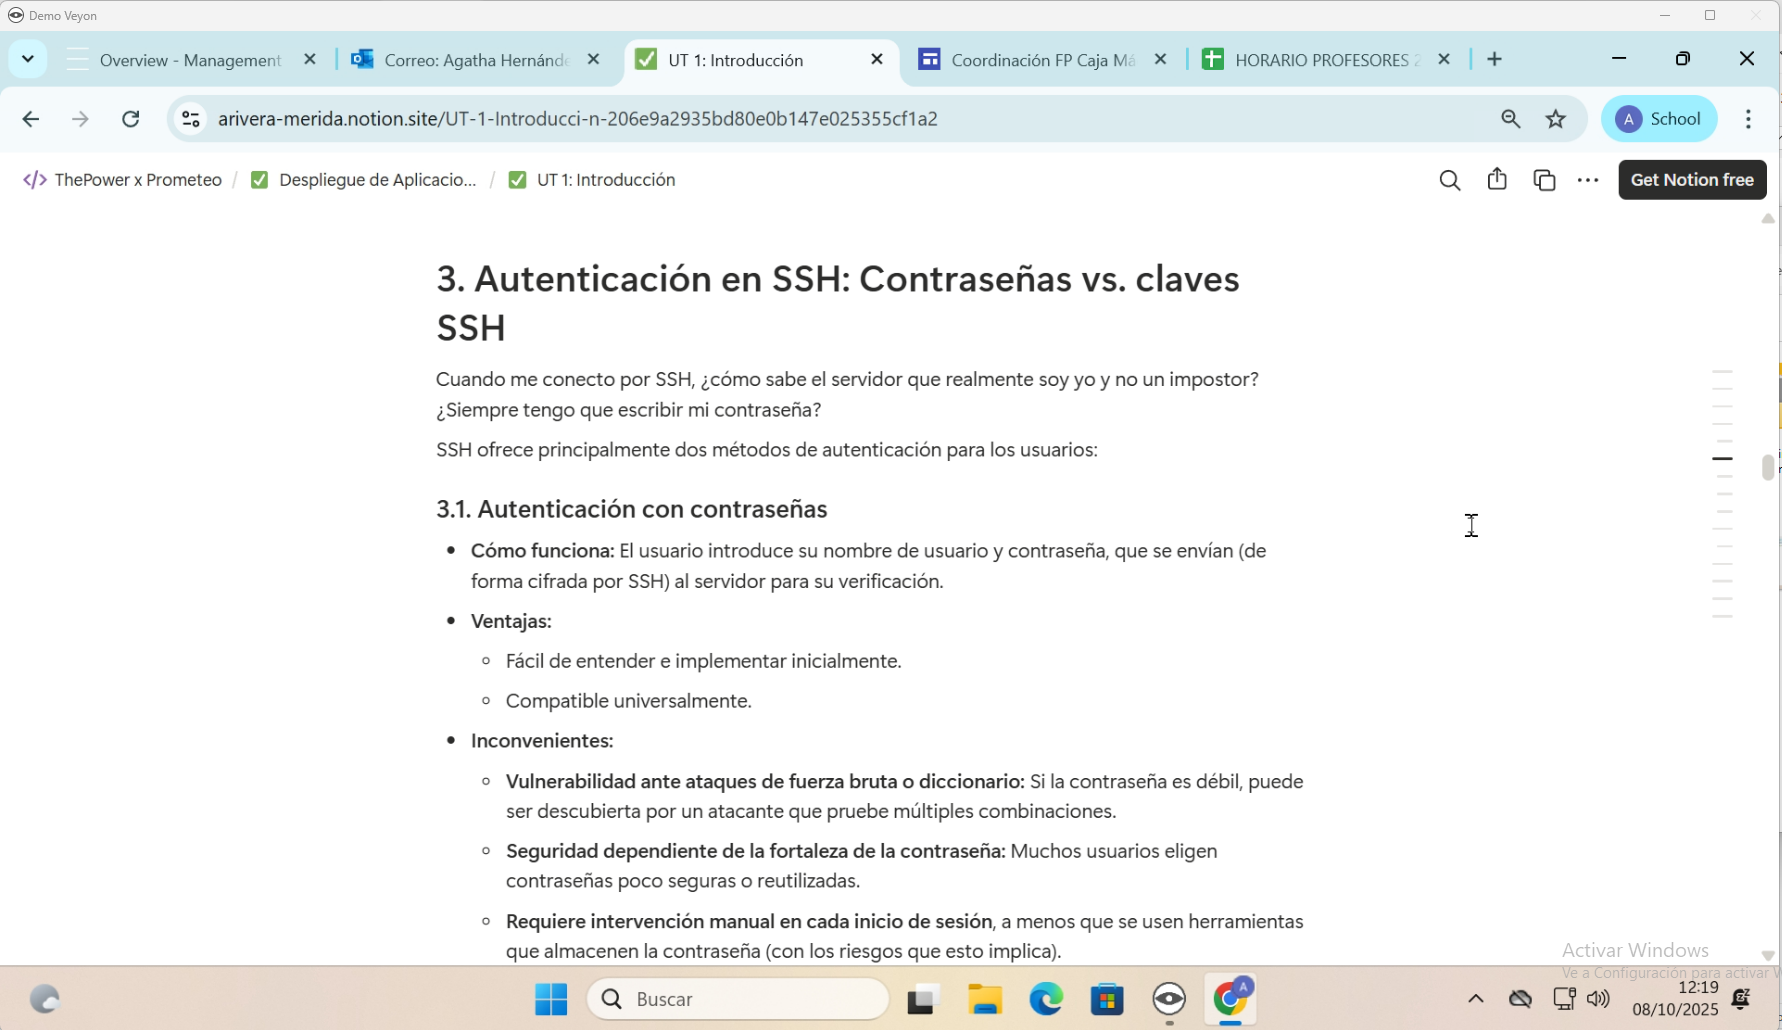 Demo Veyon
Overview - Management
Correo: Agatha Hernánde
UT 1: Introducción
Coordinación FP Caja Má
HORARIO PROFESORES 2
arivera-merida.notion.site/UT-1-Introducci-n-206e9a2935bd80e0b147e025355cf1a2
A School
ThePower x Prometeo / Despliegue de Aplicacio... / UT 1: Introducción
Get Notion free
3. Autenticación en SSH: Contraseñas vs. claves
SSH
Cuando me conecto por SSH, ¿cómo sabe el servidor que realmente soy yo y no un impostor?
¿Siempre tengo que escribir mi contraseña?
SSH ofrece principalmente dos métodos de autenticación para los usuarios:
3.1. Autenticación con contraseñas
• Cómo funciona: El usuario introduce su nombre de usuario y contraseña, que se envían (de
forma cifrada por SSH) al servidor para su verificación.
• Ventajas:
◦ Fácil de entender e implementar inicialmente.
◦ Compatible universalmente.
• Inconvenientes:
◦ Vulnerabilidad ante ataques de fuerza bruta o diccionario: Si la contraseña es débil, puede
ser descubierta por un atacante que pruebe múltiples combinaciones.
◦ Seguridad dependiente de la fortaleza de la contraseña: Muchos usuarios eligen
contraseñas poco seguras o reutilizadas.
◦ Requiere intervención manual en cada inicio de sesión, a menos que se usen herramientas
que almacenen la contraseña (con los riesgos que esto implica).
Activar Windows
Ve a Configuración para activar W
Buscar
A
12:19
08/10/2025